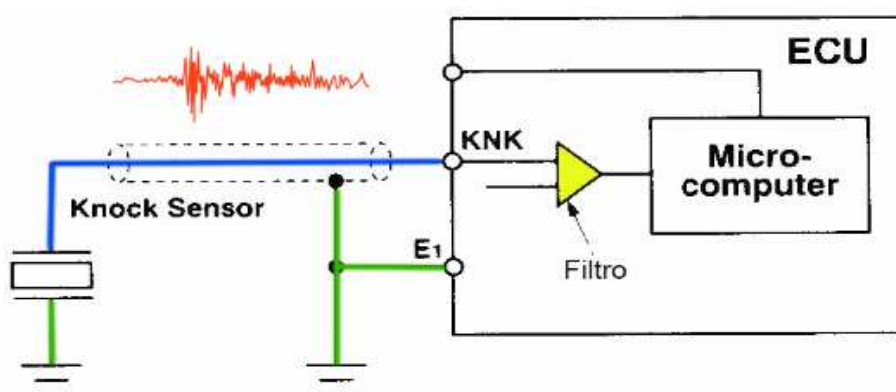 ECU
KNK
Micro-
computer
Knock Sensor
E1
Filtro